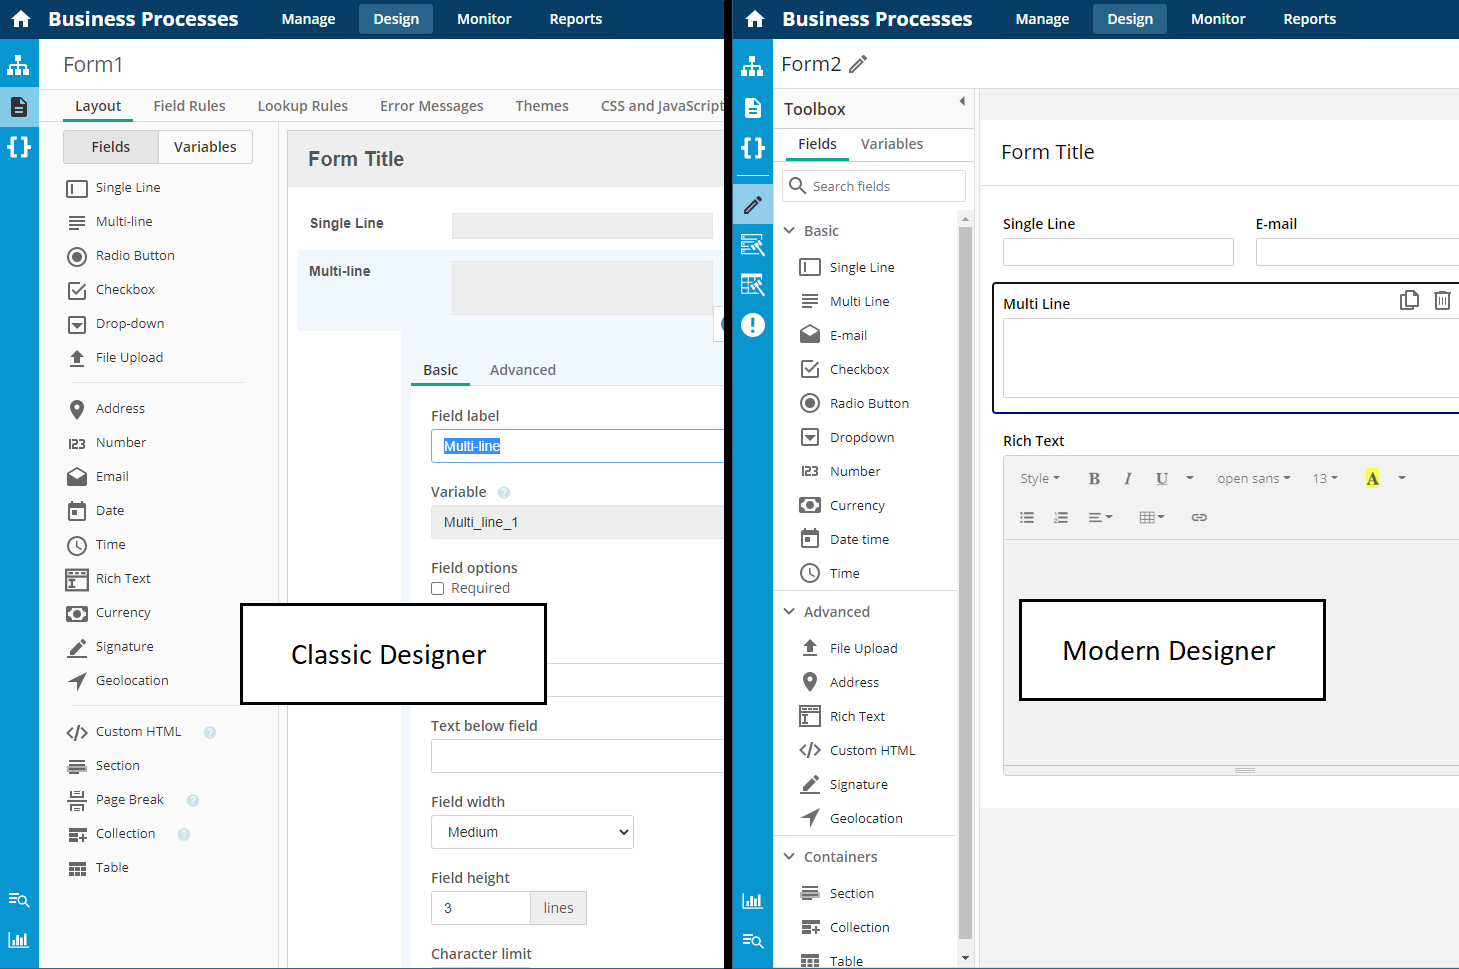 Business Processes
Manage
Design
Monitor
Reports
Form1
Layout
Field Rules
Lookup Rules
Error Messages
Themes
CSS and JavaScript
Fields
Variables
Single Line
Multi-line
Radio Button
Checkbox
Drop-down
File Upload
Address
123 Number
Email
Date
Time
Rich Text
Currency
Signature
Geolocation
Custom HTML ?
Section
Page Break ?
Collection ?
Table
Form Title
Single Line
Multi-line
Basic
Advanced
Field label
Multi-line
Variable ?
Multi_line_1
Field options
Required
Classic Designer
Text below field
Field width
Medium
Field height
3 lines
Character limit
Business Processes
Manage
Design
Monitor
Reports
Form2
Toolbox
Fields
Variables
Search fields
Basic
Single Line
Multi Line
E-mail
Checkbox
Radio Button
Dropdown
123 Number
Currency
Date time
Time
Advanced
File Upload
Address
Rich Text
Custom HTML
Signature
Geolocation
Containers
Section
Collection
Table
Form Title
Single Line
E-mail
Multi Line
Rich Text
Style B I U open sans 13 A
Modern Designer